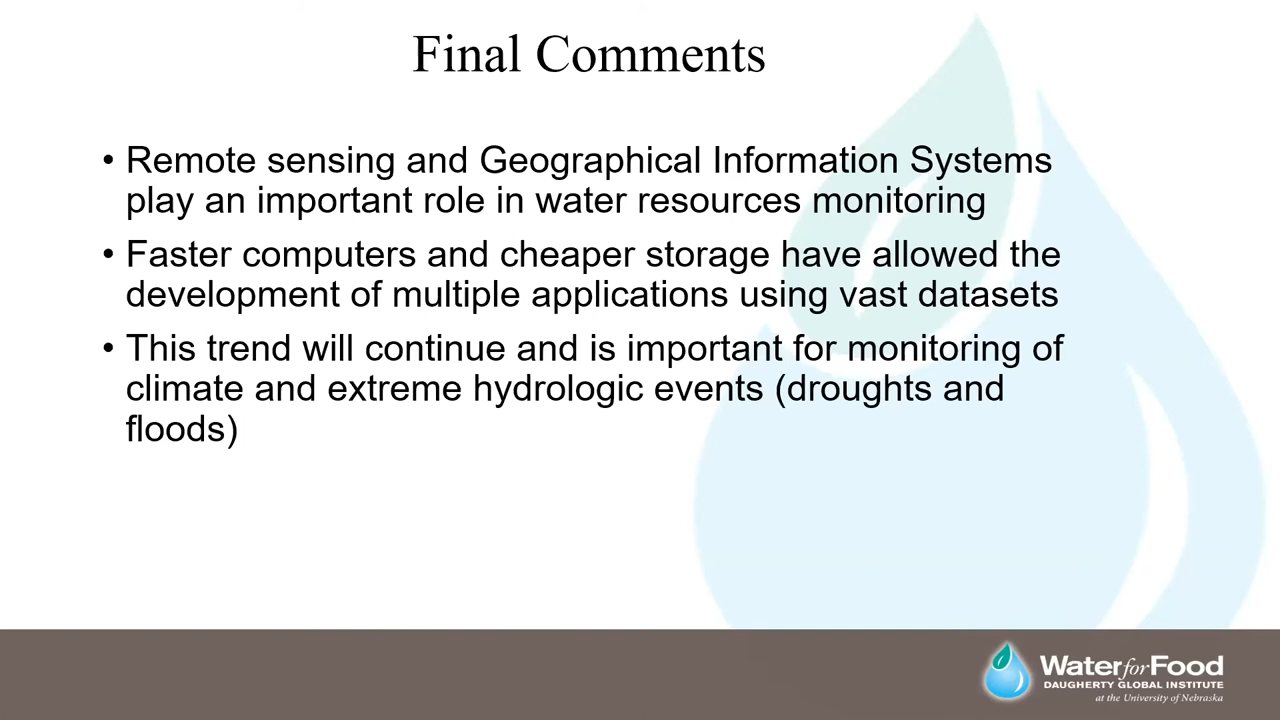 Final Comments
• Remote sensing and Geographical Information Systems
play an important role in water resources monitoring
• Faster computers and cheaper storage have allowed the
development of multiple applications using vast datasets
• This trend will continue and is important for monitoring of
climate and extreme hydrologic events (droughts and
floods)
Water for Food
DAUGHERTY GLOBAL INSTITUTE
at the University of Nebraska